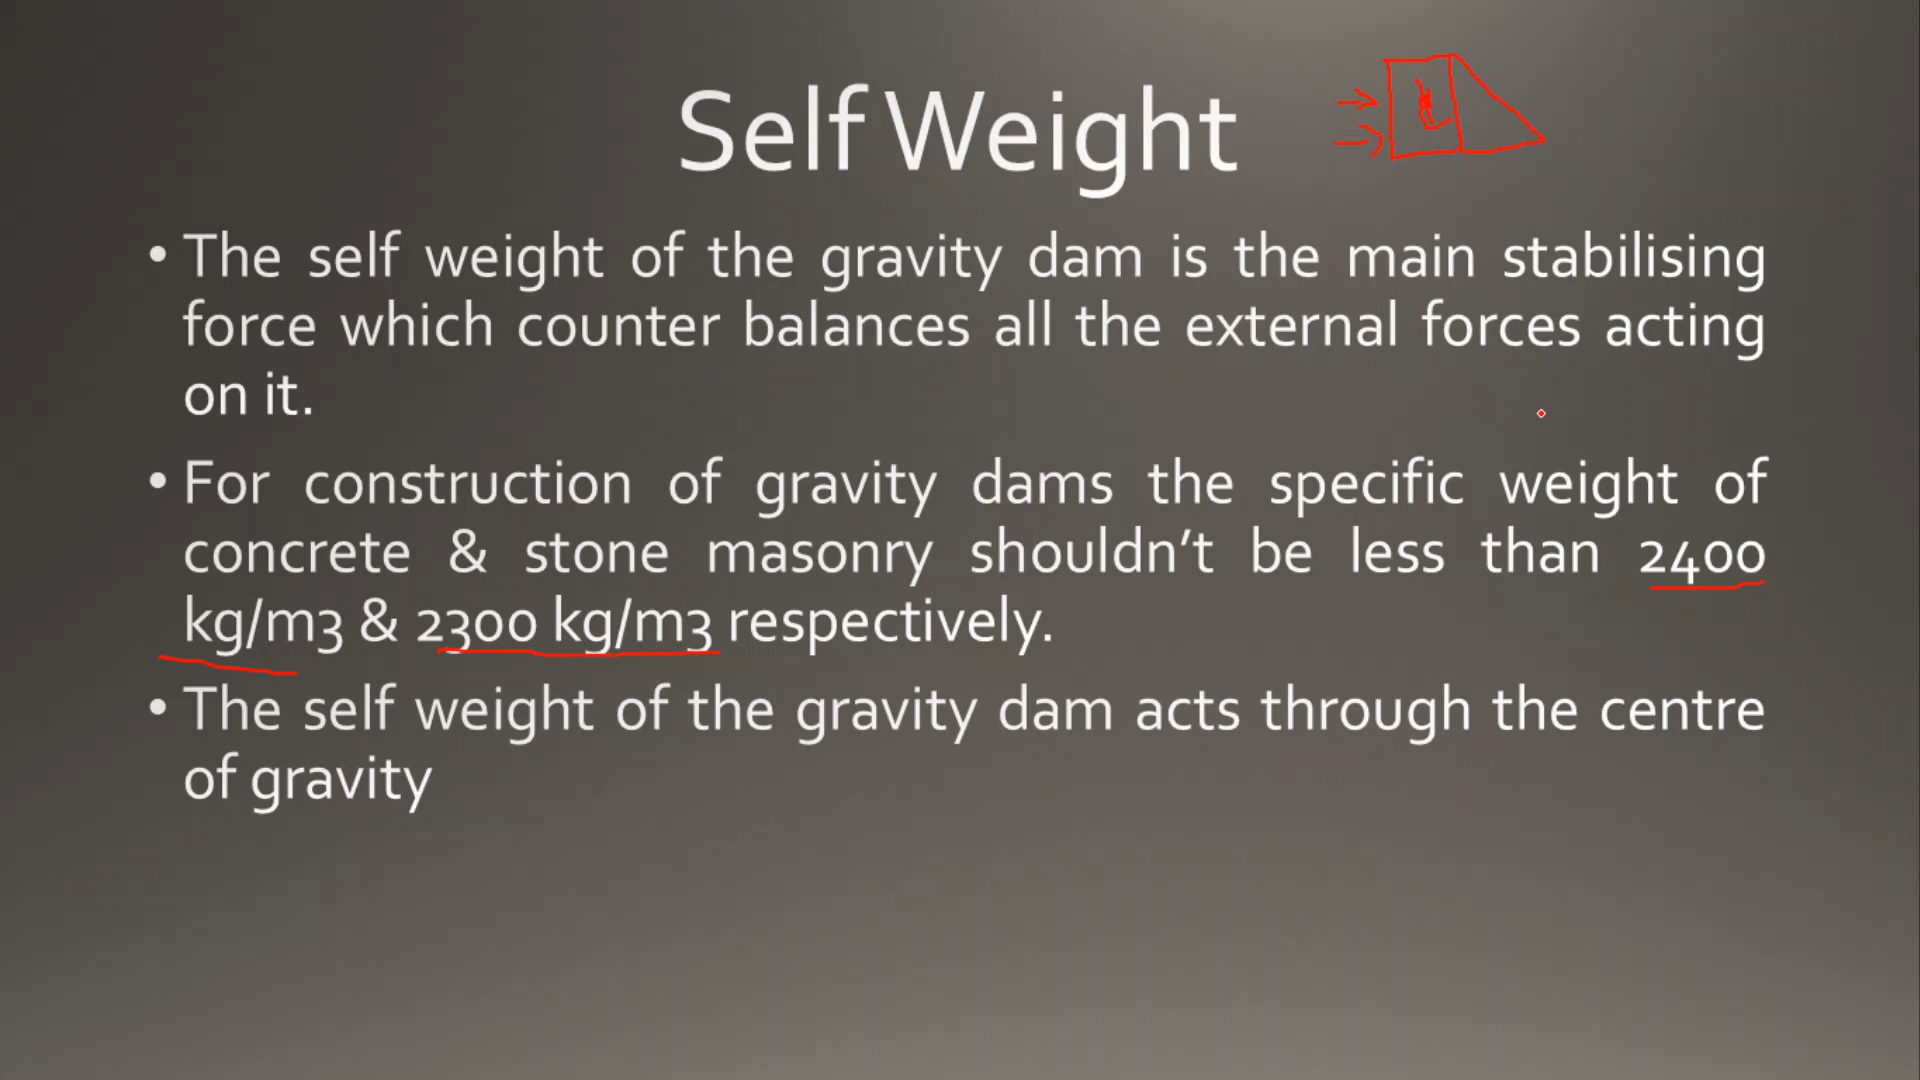 Self Weight
• The self weight of the gravity dam is the main stabilising
force which counter balances all the external forces acting
on it.
• For construction of gravity dams the specific weight of
concrete & stone masonry shouldn’t be less than 2400
kg/m3 & 2300 kg/m3 respectively.
• The self weight of the gravity dam acts through the centre
of gravity